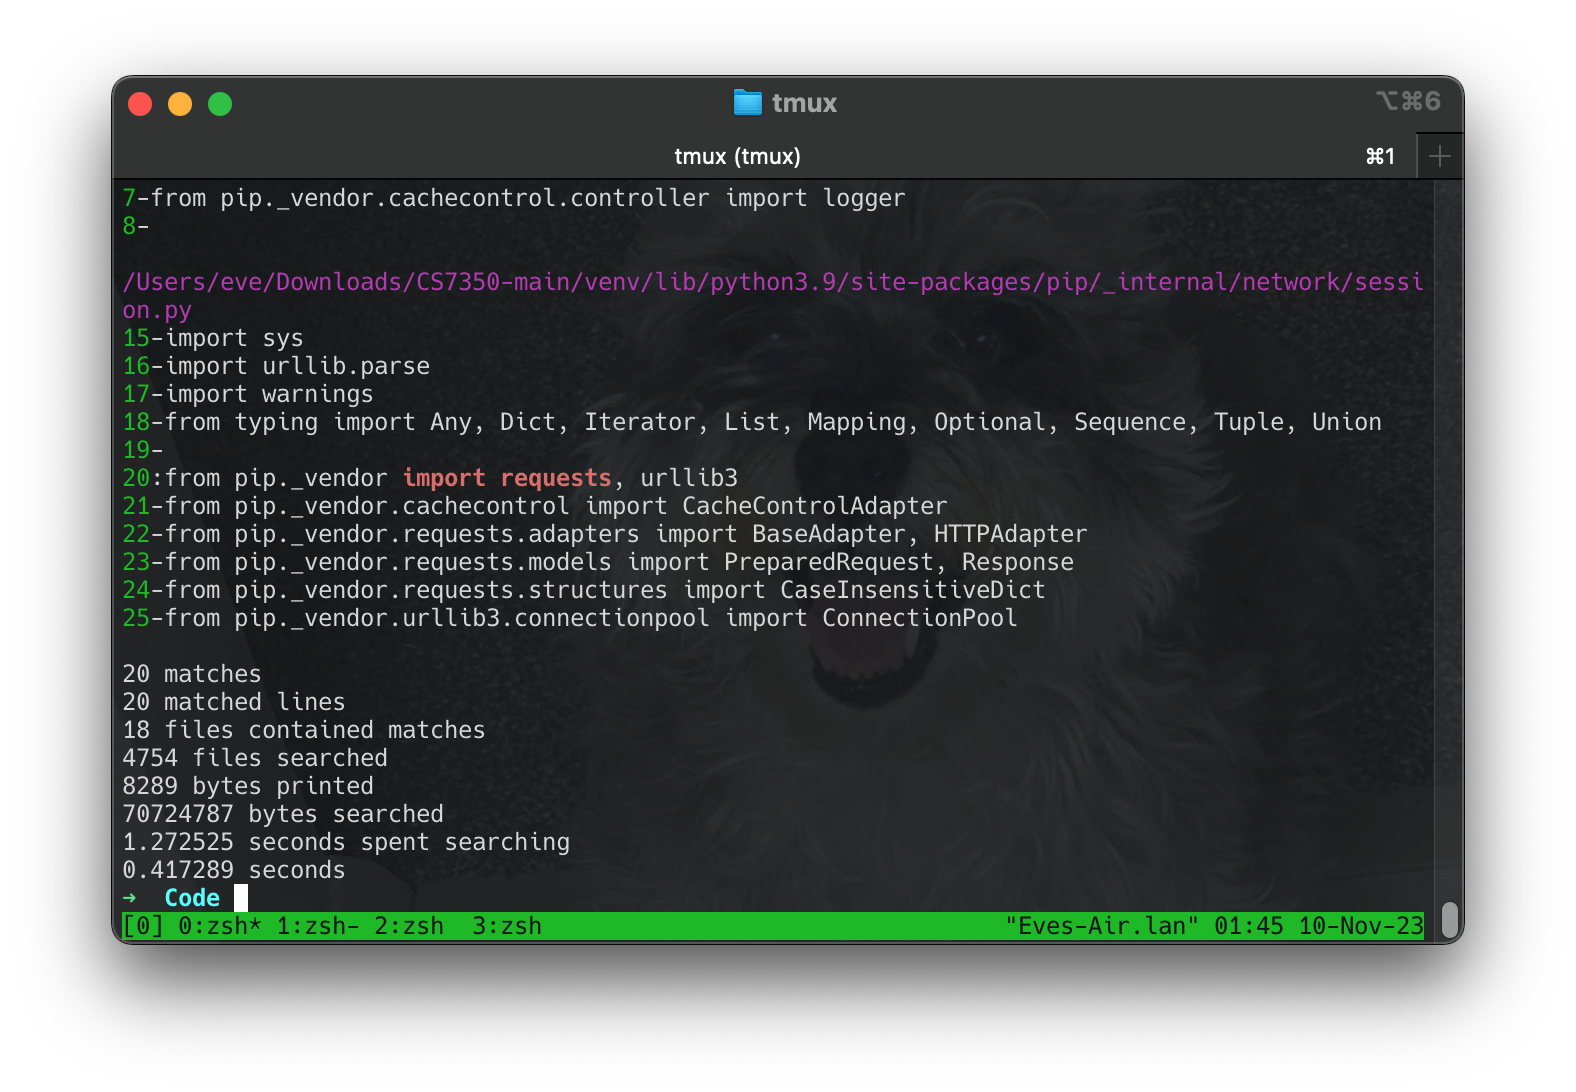 tmux
⌥⌘6
tmux (tmux)
⌘1
7-from pip._vendor.cachecontrol.controller import logger
8-
/Users/eve/Downloads/CS7350-main/venv/lib/python3.9/site-packages/pip/_internal/network/sessi
on.py
15-import sys
16-import urllib.parse
17-import warnings
18-from typing import Any, Dict, Iterator, List, Mapping, Optional, Sequence, Tuple, Union
19-
20:from pip._vendor import requests, urllib3
21-from pip._vendor.cachecontrol import CacheControlAdapter
22-from pip._vendor.requests.adapters import BaseAdapter, HTTPAdapter
23-from pip._vendor.requests.models import PreparedRequest, Response
24-from pip._vendor.requests.structures import CaseInsensitiveDict
25-from pip._vendor.urllib3.connectionpool import ConnectionPool
20 matches
20 matched lines
18 files contained matches
4754 files searched
8289 bytes printed
70724787 bytes searched
1.272525 seconds spent searching
0.417289 seconds
➜  Code
[0] 0:zsh* 1:zsh- 2:zsh  3:zsh "Eves-Air.lan" 01:45 10-Nov-23